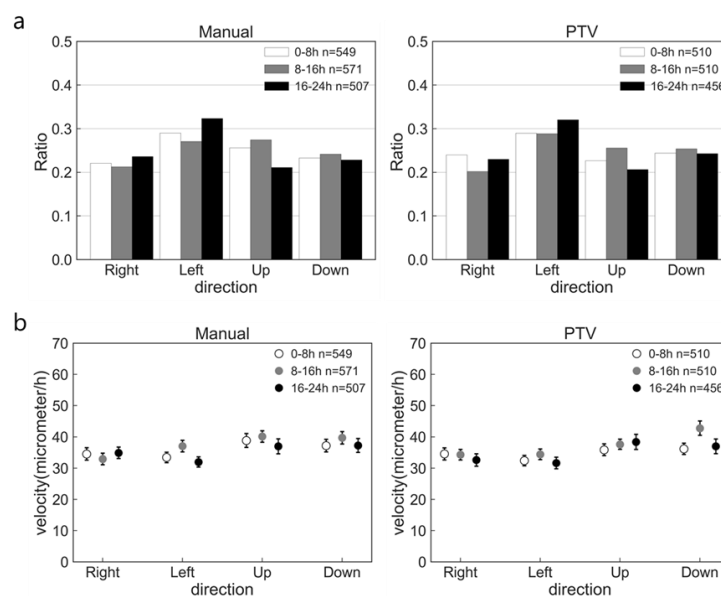 a
Manual
0.5
0.4
0.3
0.2
0.1
0.0
Ratio
0-8h n=549
8-16h n=571
16-24h n=507
Right Left Up Down
direction
PTV
0.5
0.4
0.3
0.2
0.1
0.0
Ratio
0-8h n=510
8-16h n=510
16-24h n=456
Right Left Up Down
direction
b
Manual
70
60
50
40
30
20
10
0
velocity(micrometer/h)
0-8h n=549
8-16h n=571
16-24h n=507
Right Left Up Down
direction
PTV
70
60
50
40
30
20
10
0
velocity(micrometer/h)
0-8h n=510
8-16h n=510
16-24h n=456
Right Left Up Down
direction